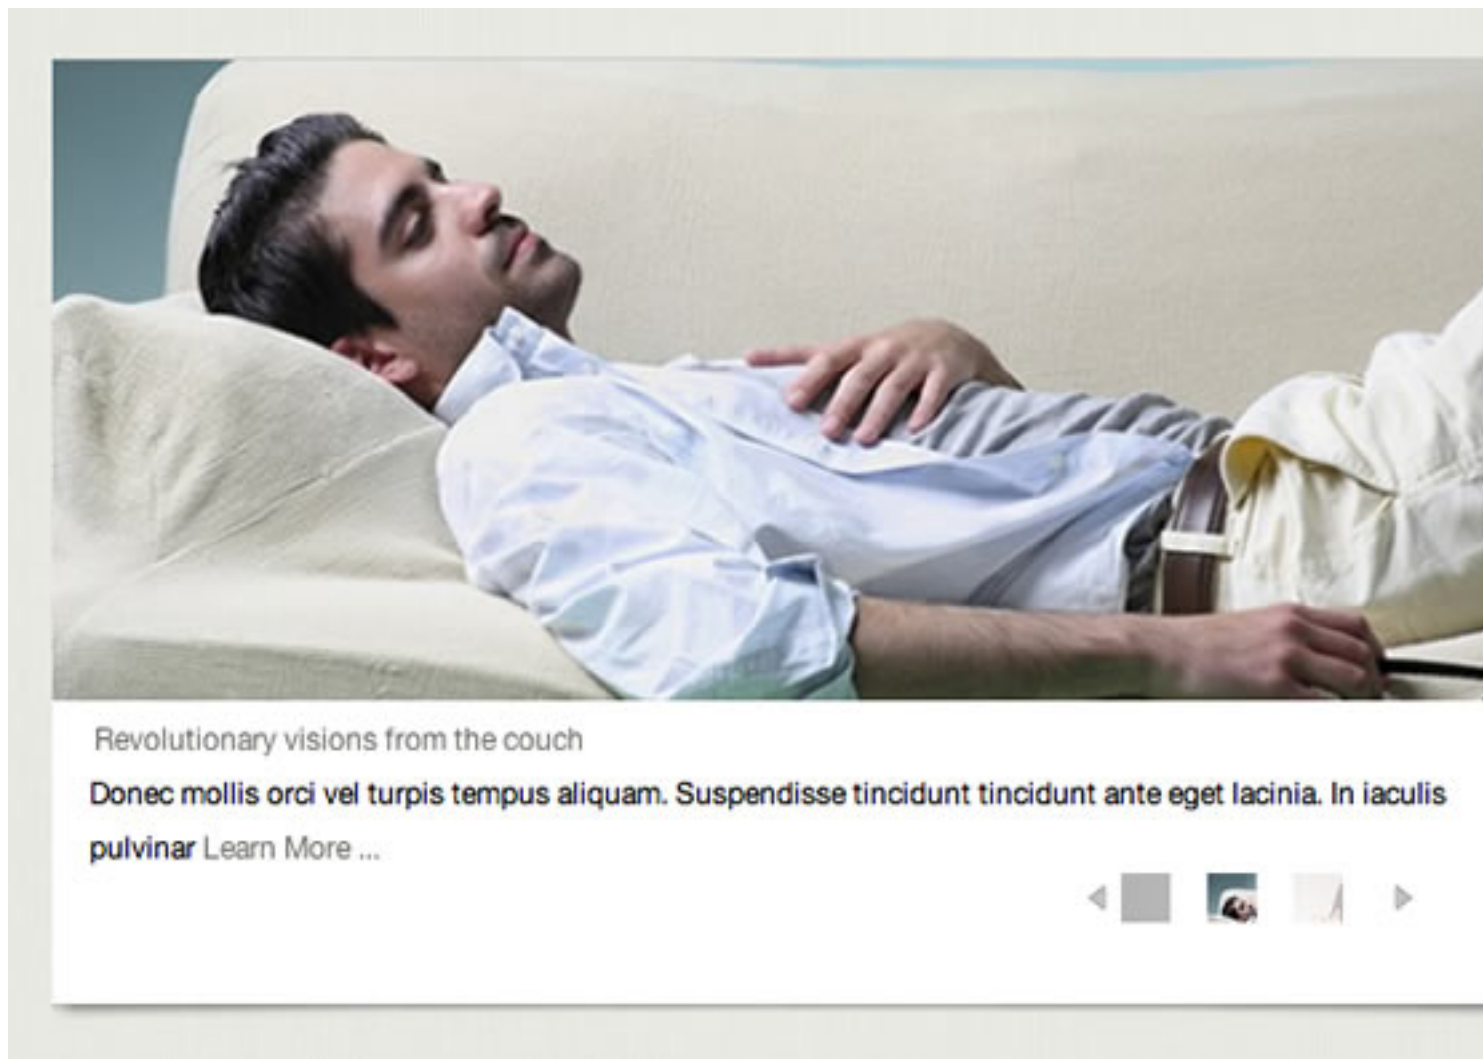 Revolutionary visions from the couch
Donec mollis orci vel turpis tempus aliquam. Suspendisse tincidunt tincidunt ante eget lacinia. In iaculis
pulvinar Learn More ...